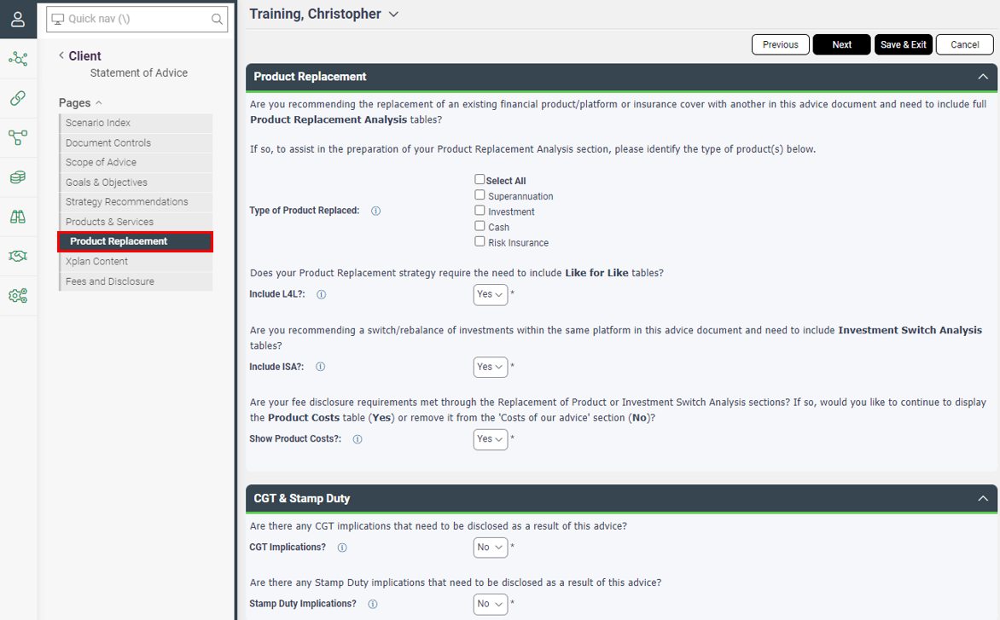 Quick nav (\)
Training, Christopher
Previous
Next
Save & Exit
Cancel
Client
Statement of Advice
Pages
Scenario Index
Document Controls
Scope of Advice
Goals & Objectives
Strategy Recommendations
Products & Services
Product Replacement
Xplan Content
Fees and Disclosure
Product Replacement
Are you recommending the replacement of an existing financial product/platform or insurance cover with another in this advice document and need to include full
Product Replacement Analysis tables?
If so, to assist in the preparation of your Product Replacement Analysis section, please identify the type of product(s) below.
Type of Product Replaced:
Select All
Superannuation
Investment
Cash
Risk Insurance
Does your Product Replacement strategy require the need to include Like for Like tables?
Include L4L?: Yes *
Are you recommending a switch/rebalance of investments within the same platform in this advice document and need to include Investment Switch Analysis
tables?
Include ISA?: Yes *
Are your fee disclosure requirements met through the Replacement of Product or Investment Switch Analysis sections? If so, would you like to continue to display
the Product Costs table (Yes) or remove it from the 'Costs of our advice' section (No)?
Show Product Costs?: Yes *
CGT & Stamp Duty
Are there any CGT implications that need to be disclosed as a result of this advice?
CGT Implications? No *
Are there any Stamp Duty implications that need to be disclosed as a result of this advice?
Stamp Duty Implications? No *